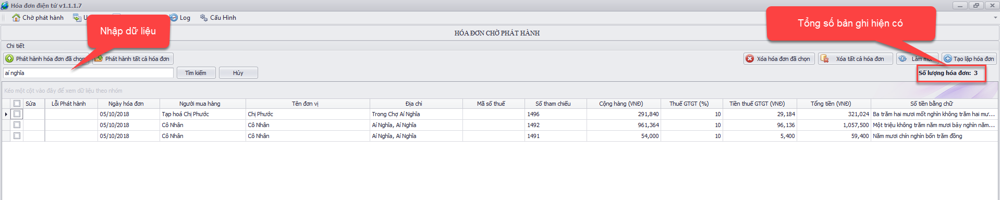 Hóa đơn điện tử v1.1.1.7
Chờ phát hành Log Cấu Hình
Nhập dữ liệu
Tổng số bản ghi hiện có
HÓA ĐƠN CHỜ PHÁT HÀNH
Chi tiết
Phát hành hóa đơn đã chọn Phát hành tất cả hóa đơn Xóa hóa đơn đã chọn Xóa tất cả hóa đơn Làm mới Tạo lập hóa đơn
aí nghĩa Tìm kiếm Hủy Số lượng hóa đơn: 3
Kéo một cột vào đây để xem dữ liệu theo nhóm
Sửa Lỗi Phát hành Ngày hóa đơn Người mua hàng Tên đơn vị Địa chỉ Mã số thuế Số tham chiếu Cộng hàng (VNĐ) Thuế GTGT (%) Tiền thuế GTGT (VNĐ) Tổng tiền (VNĐ) Số tiền bằng chữ
05/10/2018 Tạp hoá Chị Phước Chị Phước Trong Chợ Aí Nghĩa 1496 291,840 10 29,184 321,024 Ba trăm hai mươi mốt nghìn không trăm hai mư...
05/10/2018 Cô Nhân Cô Nhân Aí Nghĩa, Aí Nghĩa 1492 961,364 10 96,136 1,057,500 Một triệu không trăm năm mươi bảy nghìn năm...
05/10/2018 Cô Nhân Cô Nhân Aí Nghĩa, Aí Nghĩa 1491 54,000 10 5,400 59,400 Năm mươi chín nghìn bốn trăm đồng